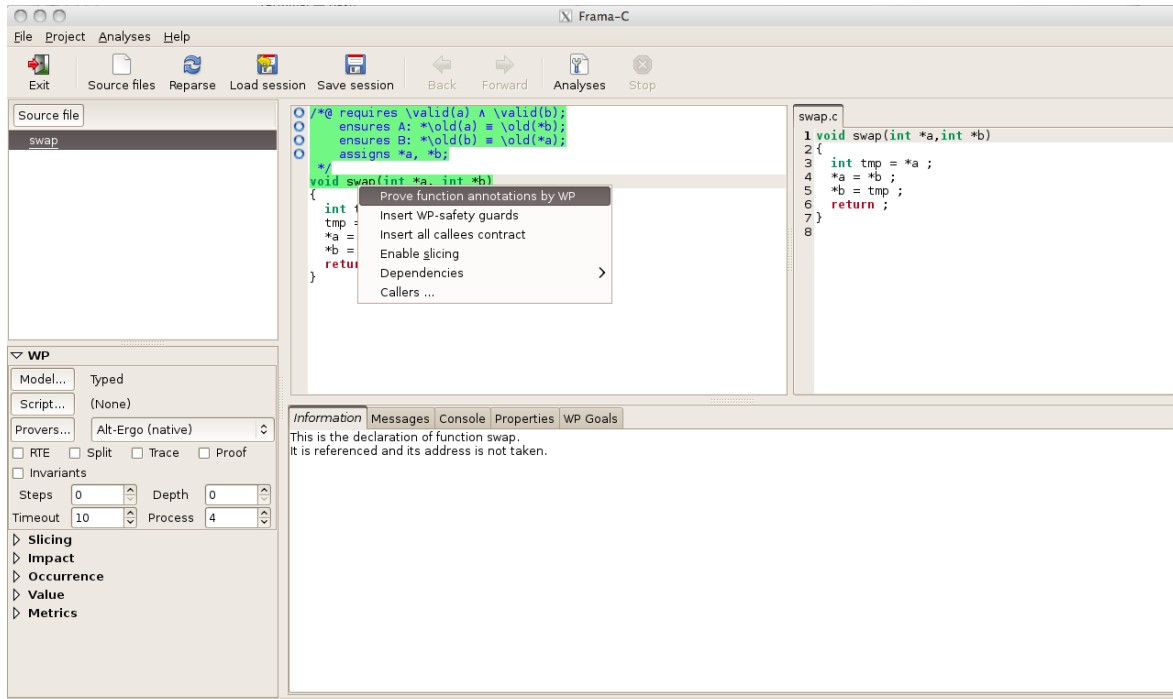 Frama-C
File Project Analyses Help
Exit Source files Reparse Load session Save session Back Forward Analyses Stop
Source file
swap
/*@ requires \valid(a) ∧ \valid(b);
ensures A: *\old(a) ≡ \old(*b);
ensures B: *\old(b) ≡ \old(*a);
assigns *a, *b;
*/
void swap(int *a, int *b)
{
int
tmp =
*a =
*b =
}
Prove function annotations by WP
Insert WP-safety guards
Insert all callees contract
Enable slicing
Dependencies
Callers ...
swap.c
1 void swap(int *a,int *b)
2 {
3 int tmp = *a ;
4 *a = *b ;
5 *b = tmp ;
6 return ;
7 }
8
WP
Model... Typed
Script... (None)
Provers... Alt-Ergo (native)
RTE Split Trace Proof
Invariants
Steps 0 Depth 0
Timeout 10 Process 4
Slicing
Impact
Occurrence
Value
Metrics
Information Messages Console Properties WP Goals
This is the declaration of function swap.
It is referenced and its address is not taken.